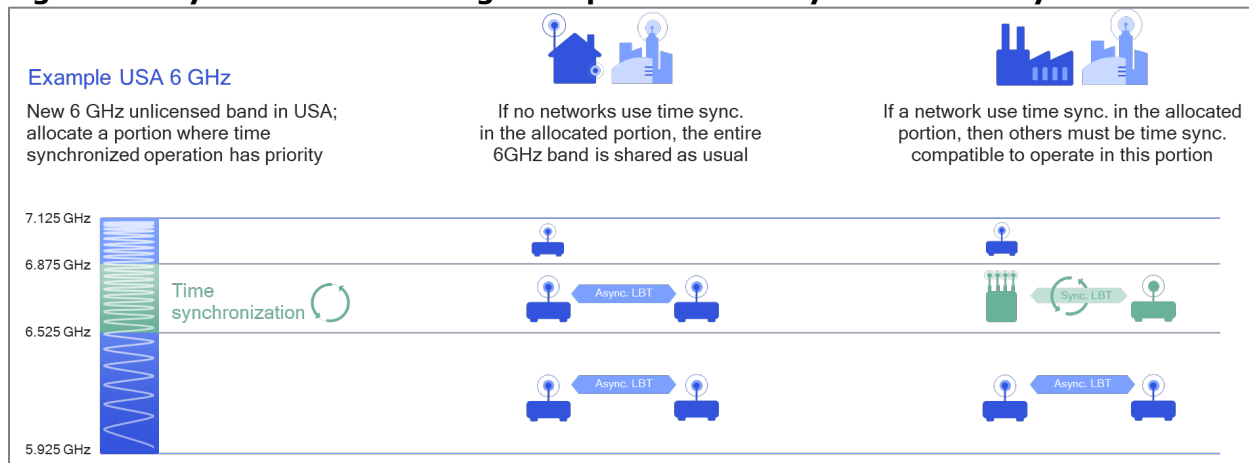 Example USA 6 GHz
New 6 GHz unlicensed band in USA;
allocate a portion where time
synchronized operation has priority
If no networks use time sync.
in the allocated portion, the entire
6GHz band is shared as usual
If a network use time sync. in the allocated
portion, then others must be time sync.
compatible to operate in this portion
7.125 GHz
6.875 GHz
Time
synchronization
Async. LBT
Sync. LBT
6.525 GHz
Async. LBT
Async. LBT
5.925 GHz